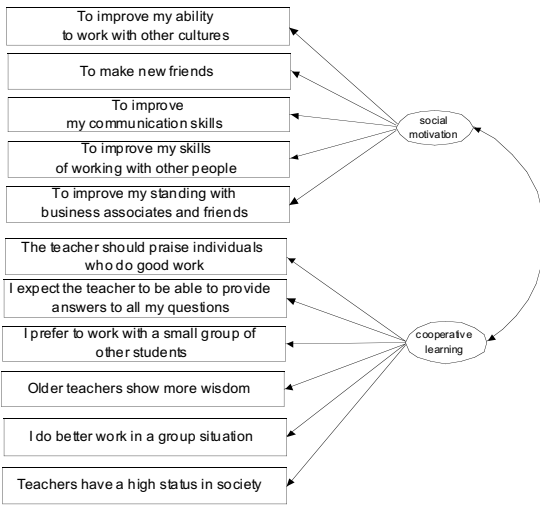 To improve my ability
to work with other cultures
To make new friends
To improve
my communication skills
To improve my skills
of working with other people
To improve my standing with
business associates and friends
social
motivation
The teacher should praise individuals
who do good work
I expect the teacher to be able to provide
answers to all my questions
I prefer to work with a small group of
other students
Older teachers show more wisdom
I do better work in a group situation
Teachers have a high status in society
cooperative
learning